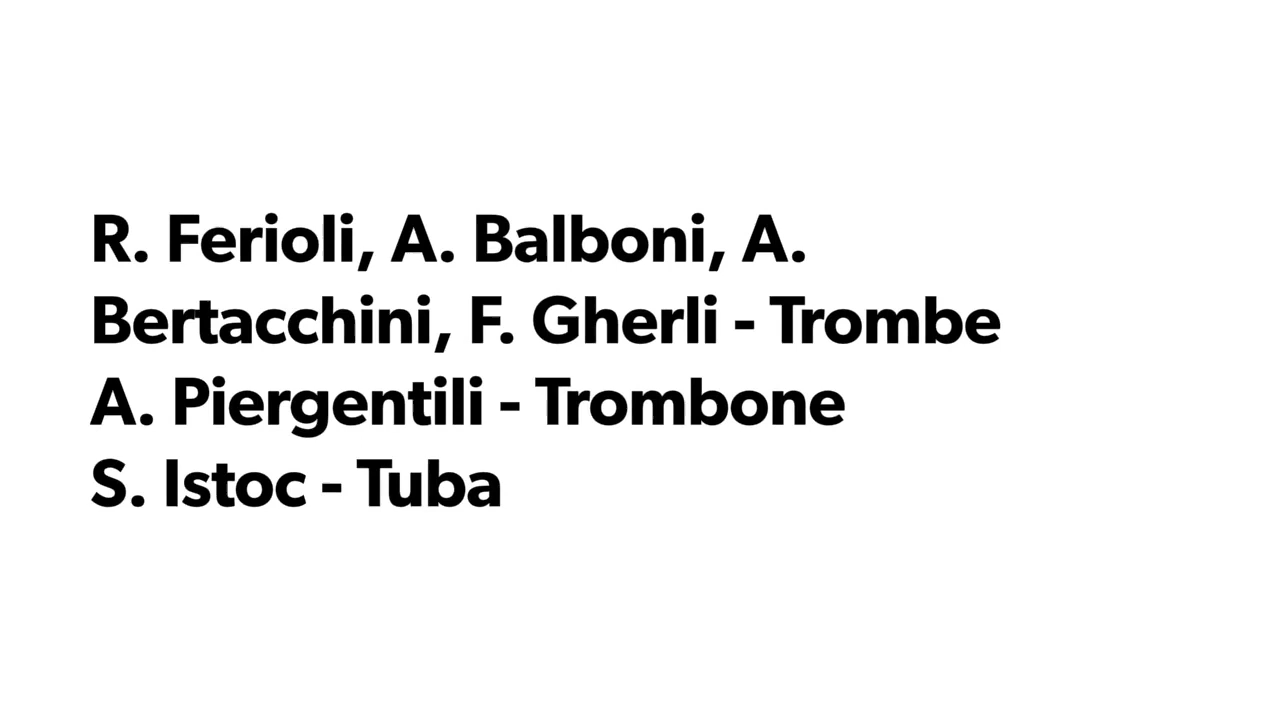 R. Ferioli, A. Balboni, A.
Bertacchini, F. Gherli - Trombe
A. Piergentili - Trombone
S. Istoc - Tuba